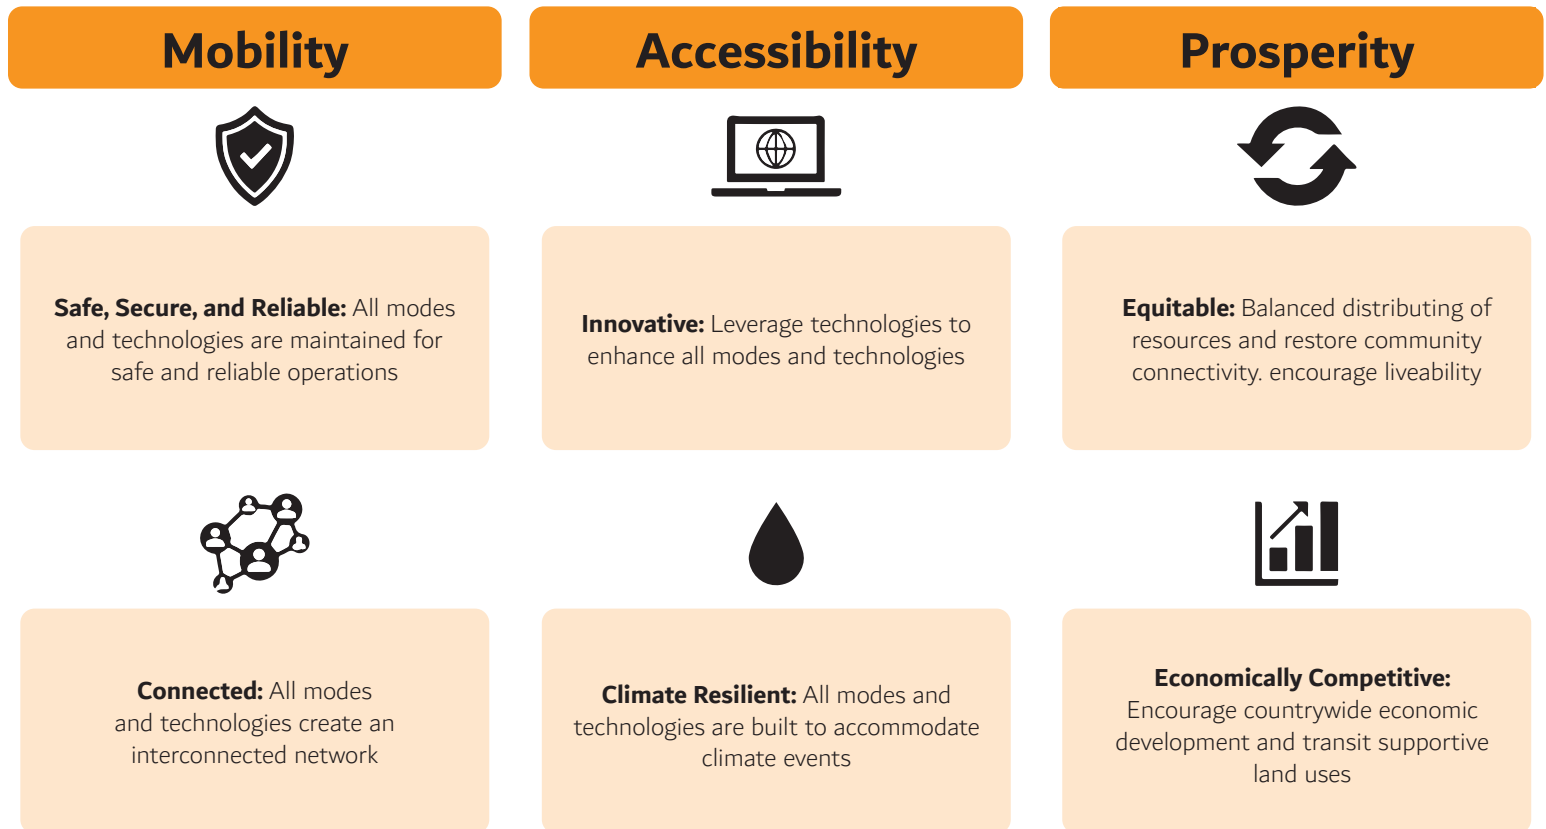 Mobility
Accessibility
Prosperity
Safe, Secure, and Reliable: All modes
and technologies are maintained for
safe and reliable operations
Innovative: Leverage technologies to
enhance all modes and technologies
Equitable: Balanced distributing of
resources and restore community
connectivity. encourage liveability
Connected: All modes
and technologies create an
interconnected network
Climate Resilient: All modes and
technologies are built to accommodate
climate events
Economically Competitive:
Encourage countrywide economic
development and transit supportive
land uses